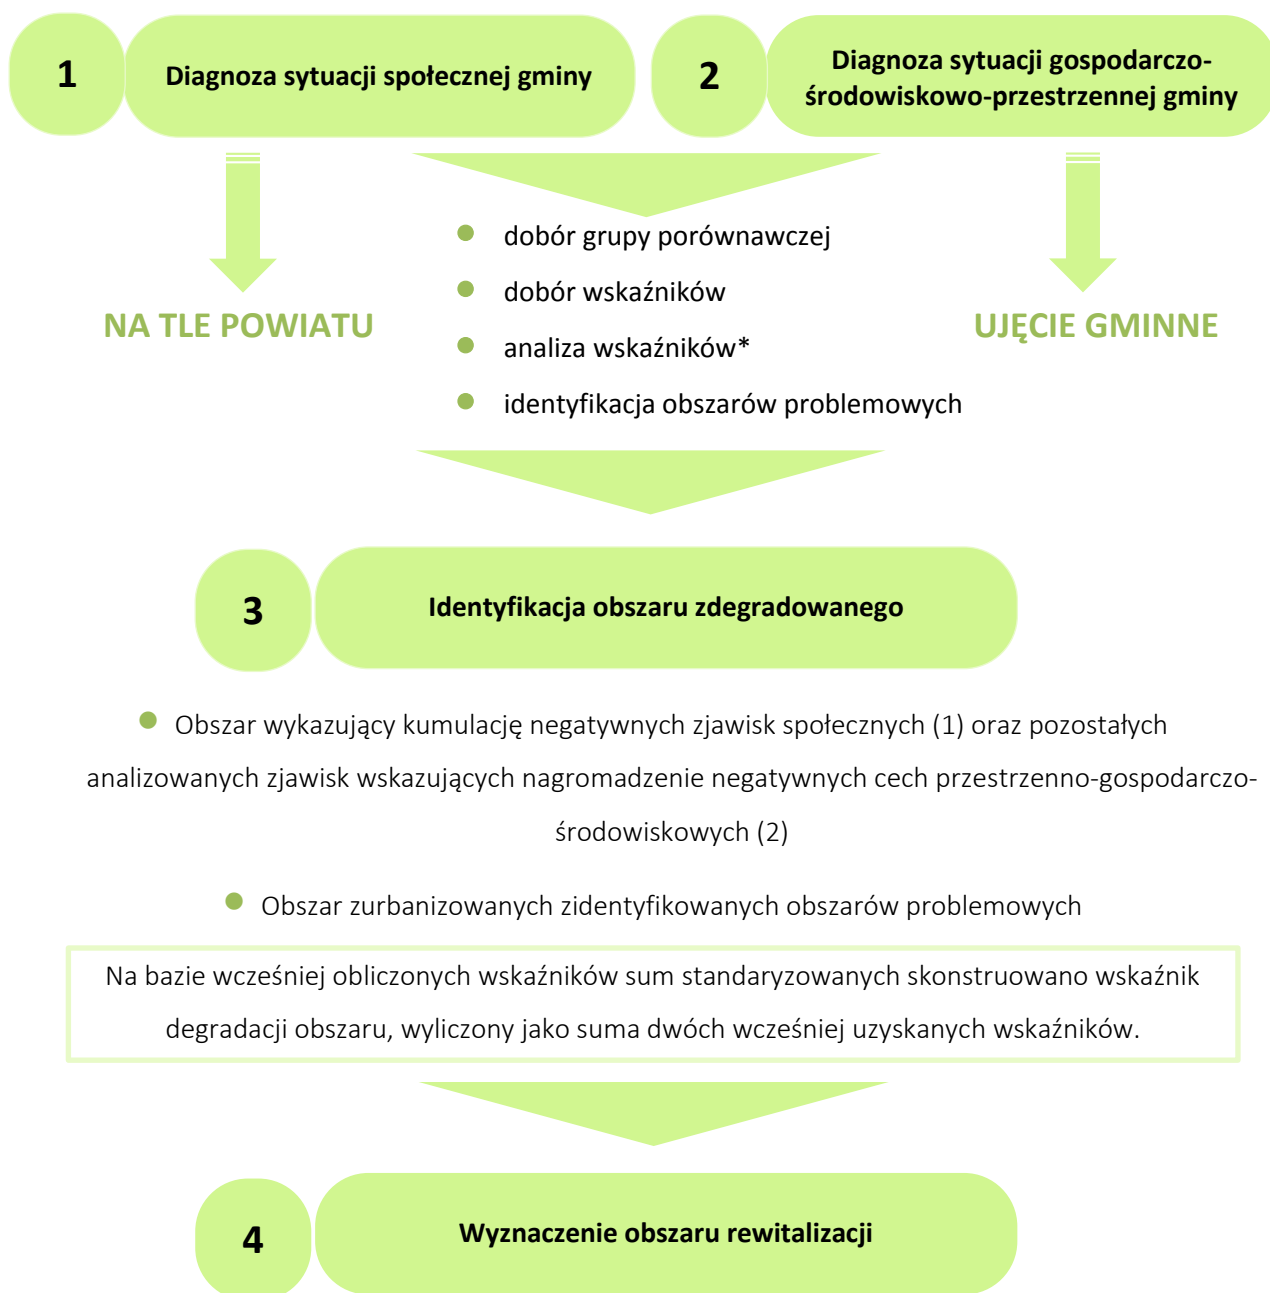 1
Diagnoza sytuacji społecznej gminy
2
Diagnoza sytuacji gospodarczo-
środowiskowo-przestrzennej gminy
dobór grupy porównawczej
dobór wskaźników
NA TLE POWIATU
UJĘCIE GMINNE
analiza wskaźników*
identyfikacja obszarów problemowych
3
Identyfikacja obszaru zdegradowanego
Obszar wykazujący kumulację negatywnych zjawisk społecznych (1) oraz pozostałych
analizowanych zjawisk wskazujących nagromadzenie negatywnych cech przestrzenno-gospodarczo-
środowiskowych (2)
Obszar zurbanizowanych zidentyfikowanych obszarów problemowych
Na bazie wcześniej obliczonych wskaźników sum standaryzowanych skonstruowano wskaźnik
degradacji obszaru, wyliczony jako suma dwóch wcześniej uzyskanych wskaźników.
4
Wyznaczenie obszaru rewitalizacji